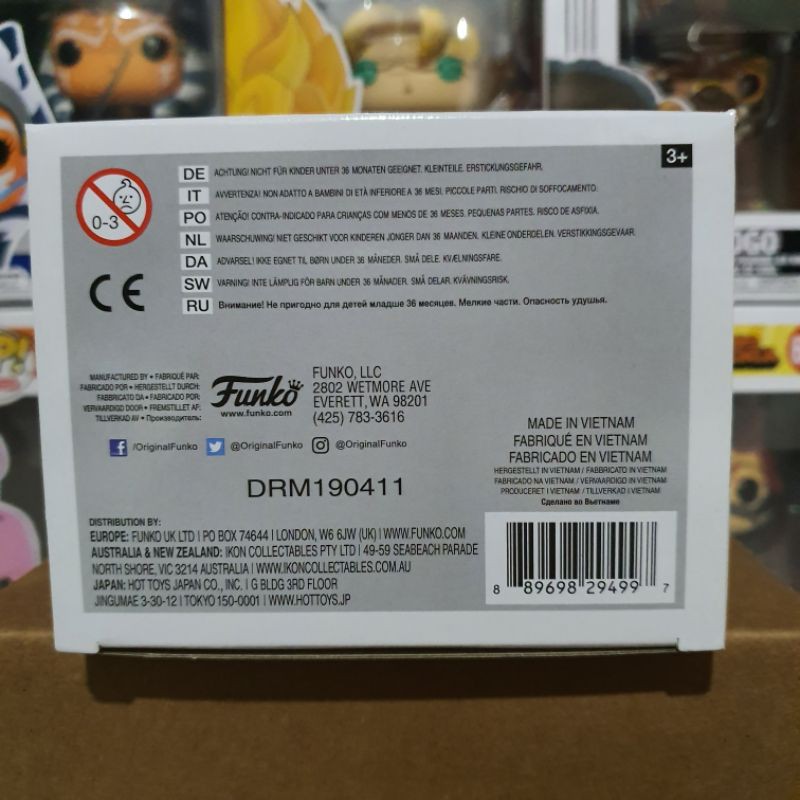 3+
0-3
DE ACHTUNG! NICHT FÜR KINDER UNTER 36 MONATEN GEEIGNET. KLEINTEILE. ERSTICKUNGSGEFAHR.
IT AVVERTENZA! NON ADATTO A BAMBINI DI ETÀ INFERIORE A 36 MESI. PICCOLE PARTI. RISCHIO DI SOFFOCAMENTO.
PO ATENÇÃO! CONTRA-INDICADO PARA CRIANÇAS COM MENOS DE 36 MESES. PEQUENAS PARTES. RISCO DE ASFIXIA.
NL WAARSCHUWING! NIET GESCHIKT VOOR KINDEREN JONGER DAN 36 MAANDEN. KLEINE ONDERDELEN. VERSTIKKINGSGEVAAR.
DA ADVARSEL! IKKE EGNET TIL BØRN UNDER 36 MÅNEDER. SMÅ DELE. KVÆLNINGSFARE.
SW VARNING! INTE LÄMPLIG FÖR BARN UNDER 36 MÅNADER. SMÅ DELAR. KVÄVNINGSRISK.
RU Внимание! Не пригодно для детей младше 36 месяцев. Мелкие части. Опасность удушья.
CE
MANUFACTURED BY • FABRIQUÉ PAR:
FABRICADO POR • HERGESTELLT DURCH:
FABBRICATO DA • FABRICADO POR:
VERVAARDIGD DOOR • FREMSTILLET AF:
TILLVERKAD AV • Производитель:
Funko
www.funko.com
FUNKO, LLC
2802 WETMORE AVE
EVERETT, WA 98201
(425) 783-3616
/OriginalFunko @OriginalFunko @OriginalFunko
DRM190411
MADE IN VIETNAM
FABRIQUÉ EN VIETNAM
FABRICADO EN VIETNAM
HERGESTELLT IN VIETNAM / FABBRICATO IN VIETNAM
FABRICADO NA VIETNAM / VERVAARDIGD IN VIETNAM
PRODUCERET I VIETNAM / TILLVERKAD I VIETNAM
Сделано во Вьетнаме
DISTRIBUTION BY:
EUROPE: FUNKO UK LTD | PO BOX 74644 | LONDON, W6 6JW (UK) | WWW.FUNKO.COM
AUSTRALIA & NEW ZEALAND: IKON COLLECTABLES PTY LTD | 49-59 SEABEACH PARADE
NORTH SHORE, VIC 3214 AUSTRALIA | WWW.IKONCOLLECTABLES.COM.AU
JAPAN: HOT TOYS JAPAN CO., INC. | G BLDG 3RD FLOOR
JINGUMAE 3-30-12 | TOKYO 150-0001 | WWW.HOTTOYS.JP
8 89698 29499 7